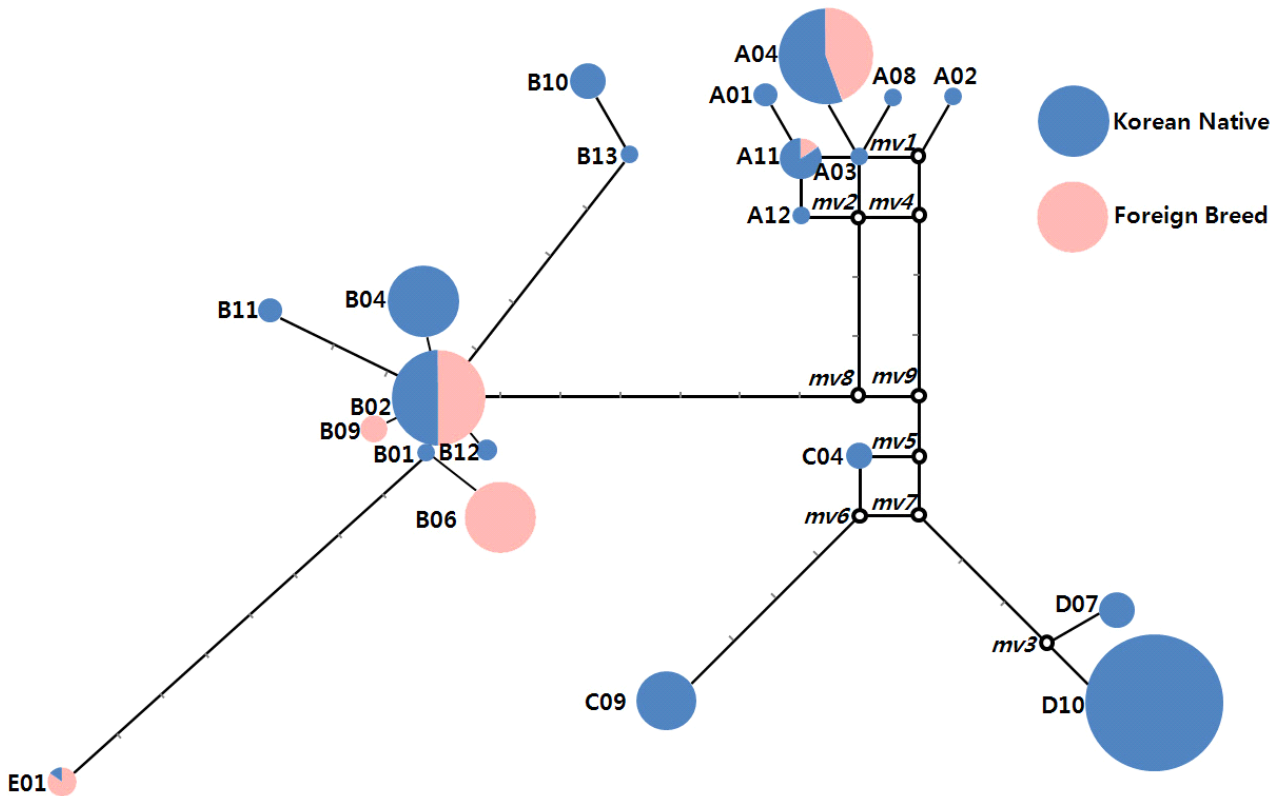 A04
A08
A02
B10
A01
Korean Native
mv1
B13
A11
A03
mv2
mv4
A12
Foreign Breed
B04
B11
mv8
mv9
B02
B09
B01
B12
C04
mv5
B06
mv6
mv7
D07
mv3
C09
D10
E01